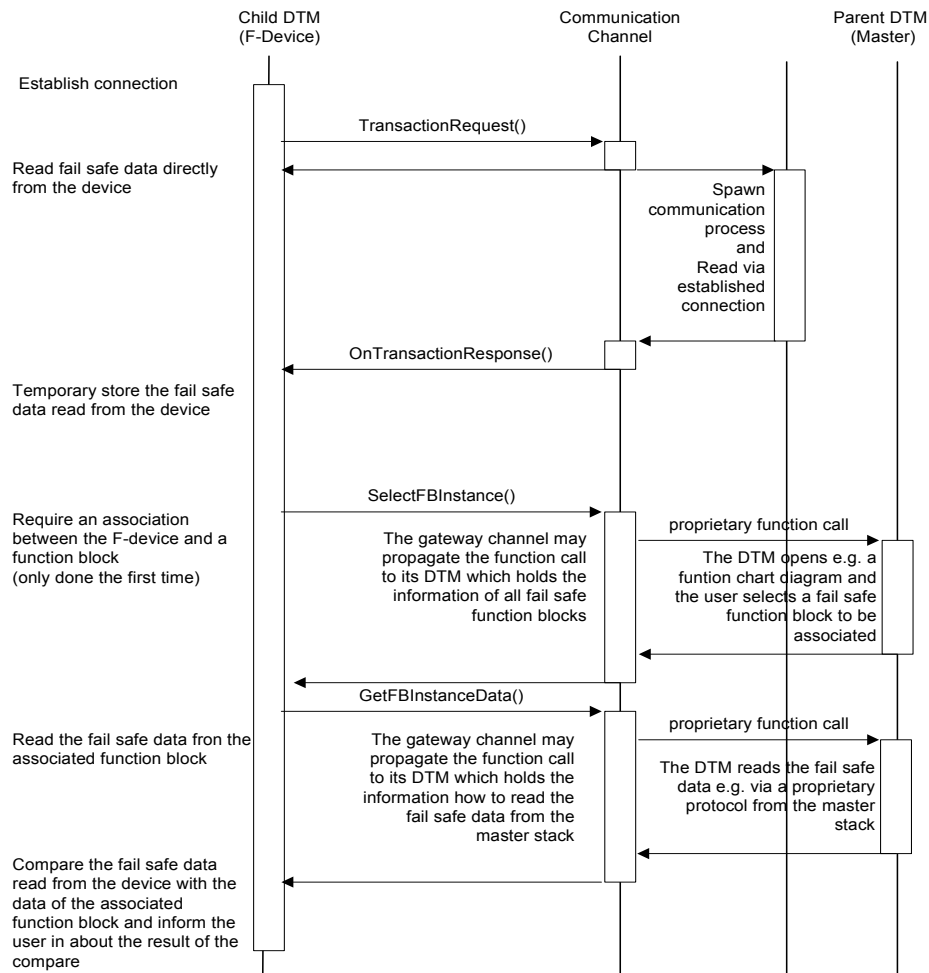 Child DTM
(F-Device)
Communication
Channel
Parent DTM
(Master)
Establish connection
TransactionRequest()
Read fail safe data directly
from the device
Spawn
communication
process
and
Read via
established
connection
OnTransactionResponse()
Temporary store the fail safe
data read from the device
SelectFBInstance()
Require an association
between the F-device and a
function block
(only done the first time)
The gateway channel may
propagate the function call
to its DTM which holds the
information of all fail safe
function blocks
proprietary function call
The DTM opens e.g. a
funtion chart diagram and
the user selects a fail safe
function block to be
associated
GetFBInstanceData()
Read the fail safe data fron the
associated function block
The gateway channel may
propagate the function call
to its DTM which holds the
information how to read the
fail safe data from the
master stack
proprietary function call
The DTM reads the fail safe
data e.g. via a proprietary
protocol from the master
stack
Compare the fail safe data
read from the device with the
data of the associated
function block and inform the
user in about the result of the
compare